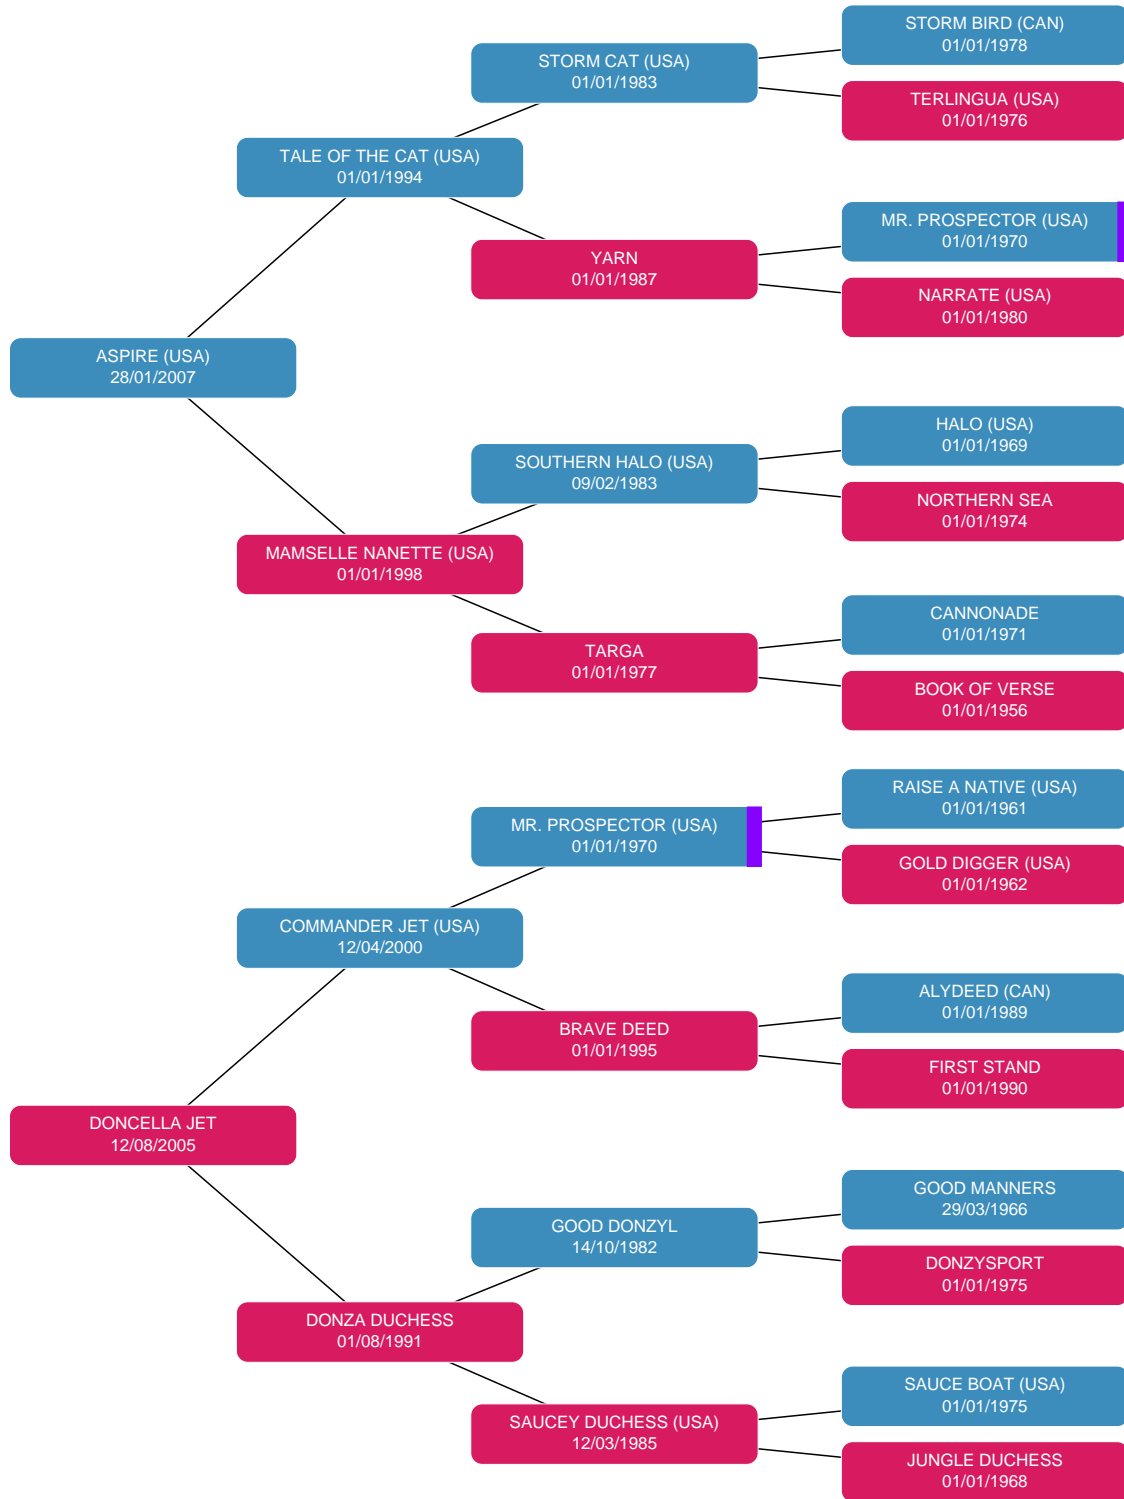 STORM BIRD (CAN)
01/01/1978
STORM CAT (USA)
01/01/1983
TERLINGUA (USA)
01/01/1976
TALE OF THE CAT (USA)
01/01/1994
MR. PROSPECTOR (USA)
01/01/1970
YARN
01/01/1987
NARRATE (USA)
01/01/1980
ASPIRE (USA)
28/01/2007
HALO (USA)
01/01/1969
SOUTHERN HALO (USA)
09/02/1983
NORTHERN SEA
01/01/1974
MAMSELLE NANETTE (USA)
01/01/1998
CANNONADE
01/01/1971
TARGA
01/01/1977
BOOK OF VERSE
01/01/1956
RAISE A NATIVE (USA)
01/01/1961
MR. PROSPECTOR (USA)
01/01/1970
GOLD DIGGER (USA)
01/01/1962
COMMANDER JET (USA)
12/04/2000
ALYDEED (CAN)
01/01/1989
BRAVE DEED
01/01/1995
FIRST STAND
01/01/1990
DONCELLA JET
12/08/2005
GOOD MANNERS
29/03/1966
GOOD DONZYL
14/10/1982
DONZYSPORT
01/01/1975
DONZA DUCHESS
01/08/1991
SAUCE BOAT (USA)
01/01/1975
SAUCEY DUCHESS (USA)
12/03/1985
JUNGLE DUCHESS
01/01/1968